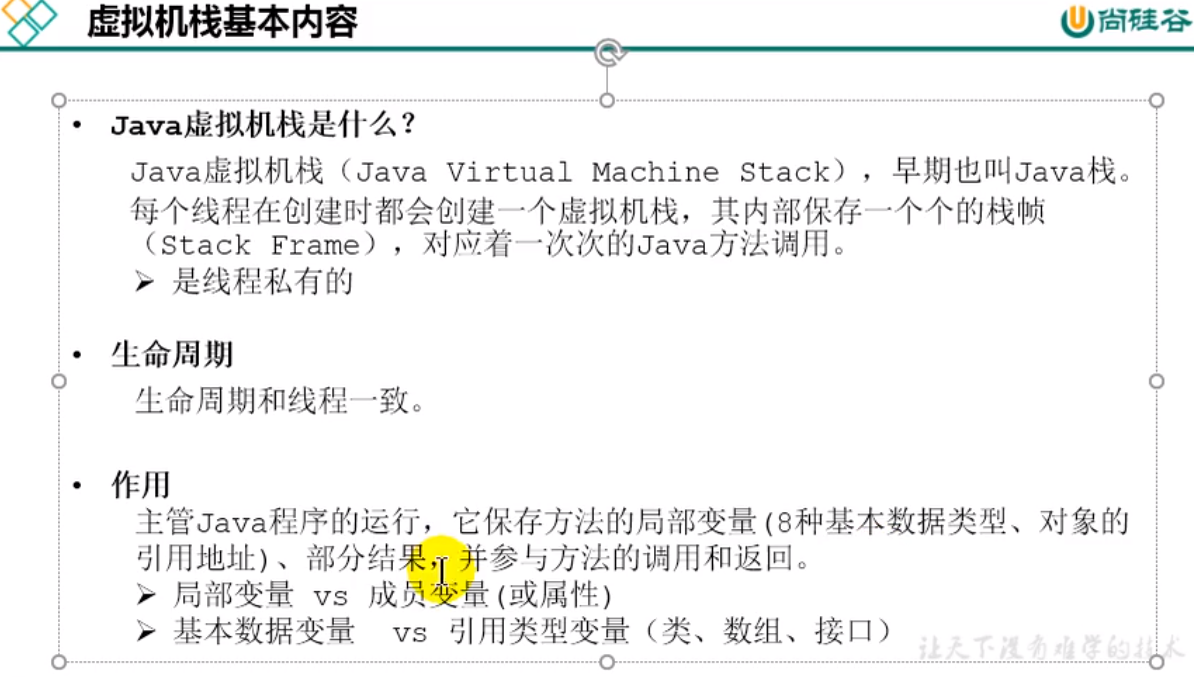 虚拟机栈基本内容
尚硅谷
• Java虚拟机栈是什么？
Java虚拟机栈（Java Virtual Machine Stack），早期也叫Java栈。
每个线程在创建时都会创建一个虚拟机栈，其内部保存一个个的栈帧
（Stack Frame），对应着一次次的Java方法调用。
➢ 是线程私有的
• 生命周期
生命周期和线程一致。
• 作用
主管Java程序的运行，它保存方法的局部变量(8种基本数据类型、对象的
引用地址)、部分结果，并参与方法的调用和返回。
➢ 局部变量 vs 成员变量(或属性)
➢ 基本数据变量 vs 引用类型变量（类、数组、接口）
让天下没有难学的技术